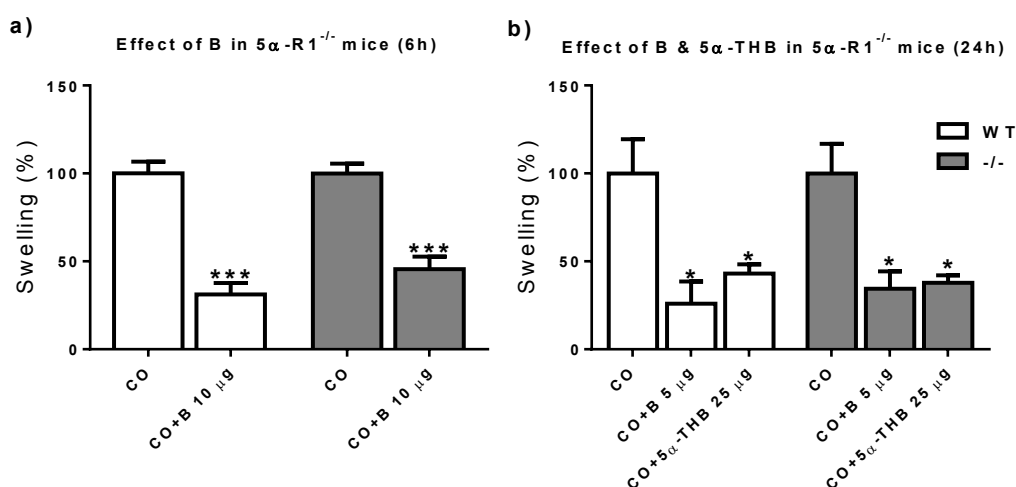 a)
Effect of B in 5α-R1-/- mice (6h)
Swelling (%)
150
100
50
0
***
***
CO
CO+B 10 µg
CO
CO+B 10 µg
b)
Effect of B & 5α-THB in 5α-R1-/- mice (24h)
Swelling (%)
150
100
50
0
*
*
*
*
WT
-/-
CO
CO+B 5 µg
CO+5α-THB 25 µg
CO
CO+B 5 µg
CO+5α-THB 25 µg